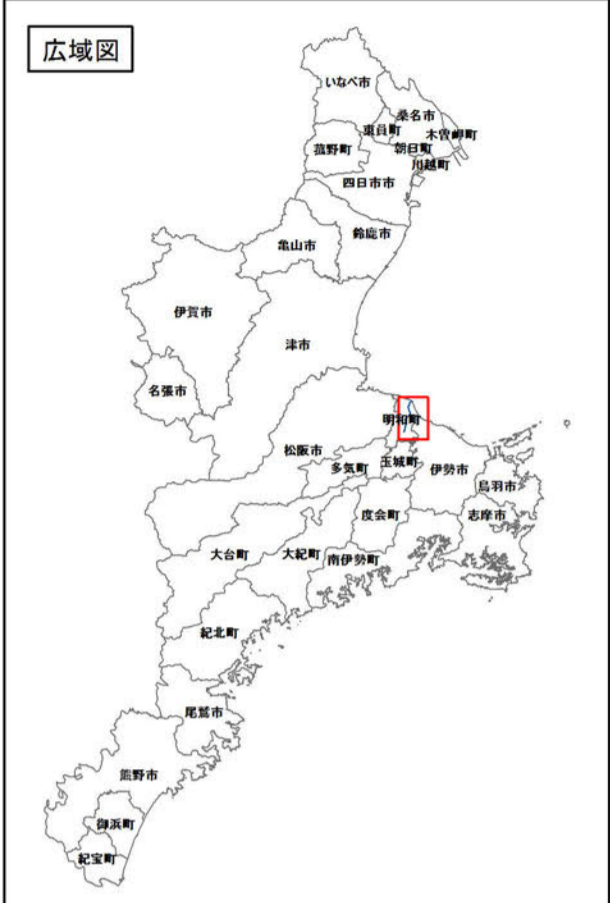 広域図
いなべ市
桑名市
東員町
木曽岬町
菰野町
朝日町
川越町
四日市市
鈴鹿市
亀山市
伊賀市
津市
名張市
明和町
松阪市
多気町
玉城町
伊勢市
鳥羽市
度会町
志摩市
大台町
大紀町
南伊勢町
紀北町
尾鷲市
熊野市
御浜町
紀宝町